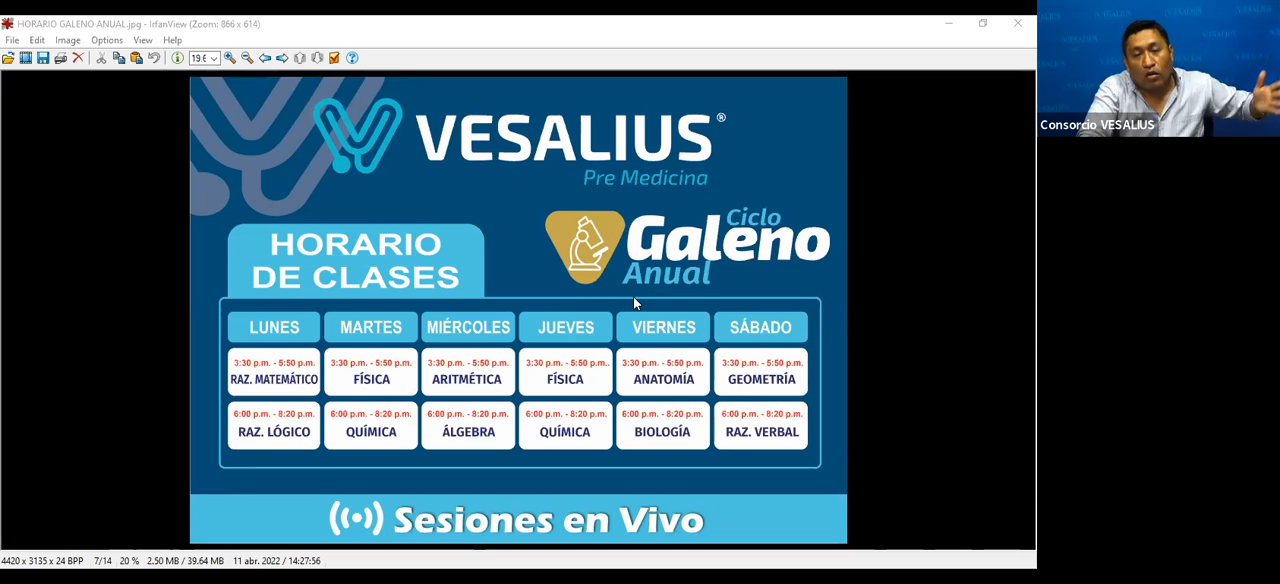 HORARIO GALENO ANUAL.jpg - IrfanView (Zoom: 866 x 614)
File Edit Image Options View Help
19.6
VESALIUS®
Pre Medicina
Ciclo
Galeno
Anual
HORARIO
DE CLASES
LUNES MARTES MIÉRCOLES JUEVES VIERNES SÁBADO
3:30 p.m. - 5:50 p.m. 3:30 p.m. - 5:50 p.m. 3:30 p.m. - 5:50 p.m. 3:30 p.m. - 5:50 p.m.. 3:30 p.m. - 5:50 p.m. 3:30 p.m. - 5:50 p.m.
RAZ. MATEMÁTICO FÍSICA ARITMÉTICA FÍSICA ANATOMÍA GEOMETRÍA
6:00 p.m. - 8:20 p.m. 6:00 p.m. - 8:20 p.m. 6:00 p.m. - 8:20 p.m. 6:00 p.m. - 8:20 p.m. 6:00 p.m. - 8:20 p.m. 6:00 p.m. - 8:20 p.m.
RAZ. LÓGICO QUÍMICA ÁLGEBRA QUÍMICA BIOLOGÍA RAZ. VERBAL
Sesiones en Vivo
4420 x 3135 x 24 BPP 7/14 20 % 2.50 MB / 39.64 MB 11 abr. 2022 / 14:27:56
VESALIUS
Consorcio VESALIUS